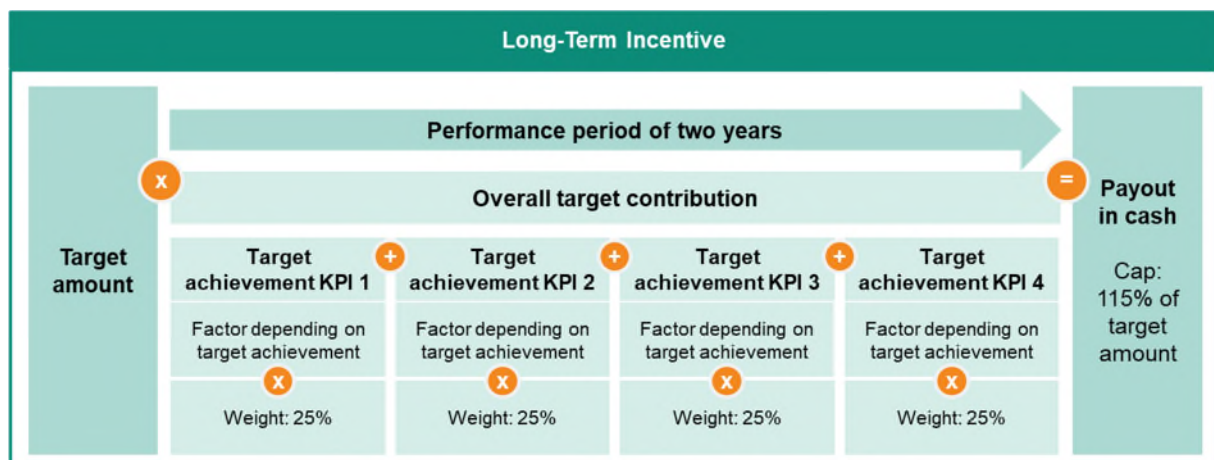 Long-Term Incentive
Performance period of two years
x
=
Overall target contribution
Target
amount
Payout
in cash
Cap:
115% of
target
amount
Target
achievement KPI 1
+
Target
achievement KPI 2
+
Target
achievement KPI 3
+
Target
achievement KPI 4
Factor depending on
target achievement
Factor depending on
target achievement
Factor depending on
target achievement
Factor depending on
target achievement
x
x
x
x
Weight: 25%
Weight: 25%
Weight: 25%
Weight: 25%